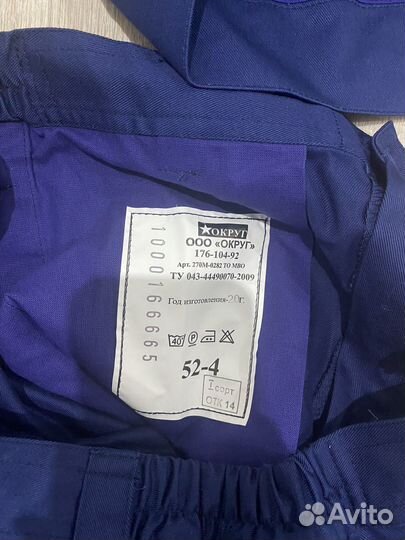 ★ОКРУГ
ООО «ОКРУГ»
176-104-92
Арт. 270М-0282 ТО МВО
ТУ 043-44490070-2009
Год изготовления-20г.
40
52-4
I сорт
ОТК 14
1000166665
Avito